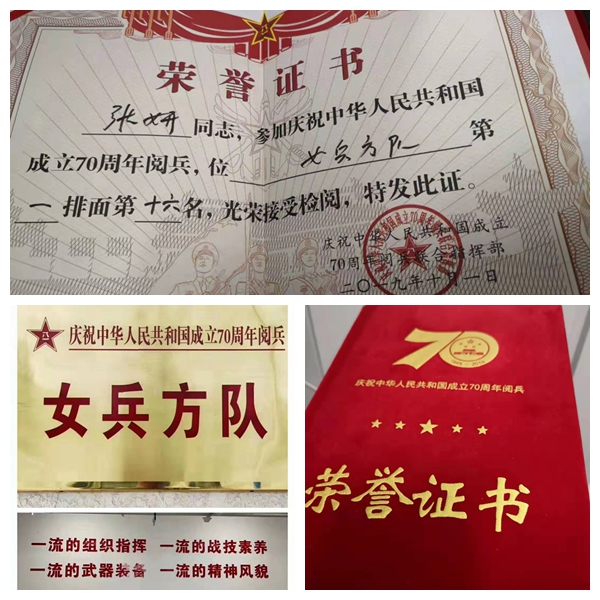 荣誉证书
张妍 同志，参加庆祝中华人民共和国
成立70周年阅兵，位 女兵方队 第
一 排面第 十六 名，光荣接受检阅，特发此证。
庆祝中华人民共和国成立
70周年阅兵联合指挥部
二〇一九年十月一日
庆祝中华人民共和国成立70周年阅兵
女兵方队
一流的组织指挥 一流的战技素养
一流的武器装备 一流的精神风貌
70
庆祝中华人民共和国成立70周年阅兵
荣誉证书